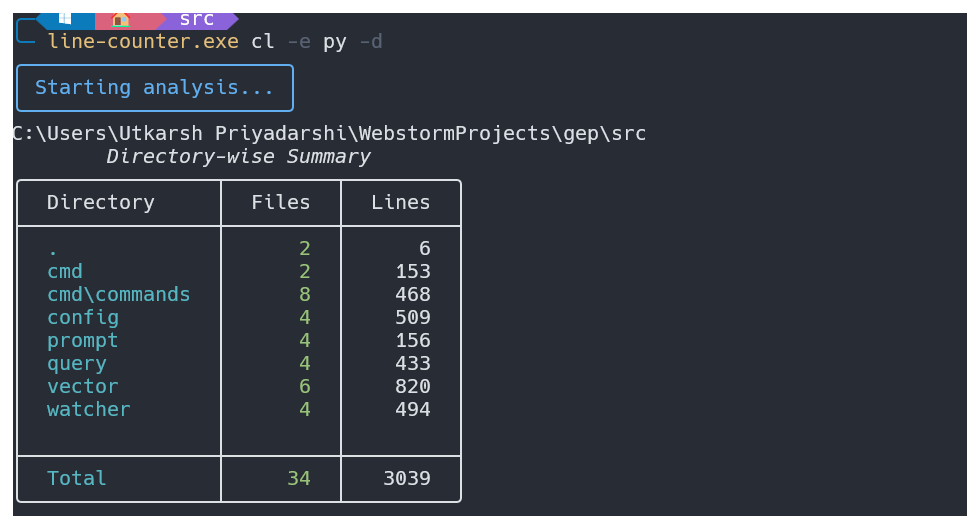 src
line-counter.exe cl -e py -d
Starting analysis...
C:\Users\Utkarsh Priyadarshi\WebstormProjects\gep\src
Directory-wise Summary
Directory Files Lines
. 2 6
cmd 2 153
cmd\commands 8 468
config 4 509
prompt 4 156
query 4 433
vector 6 820
watcher 4 494
Total 34 3039